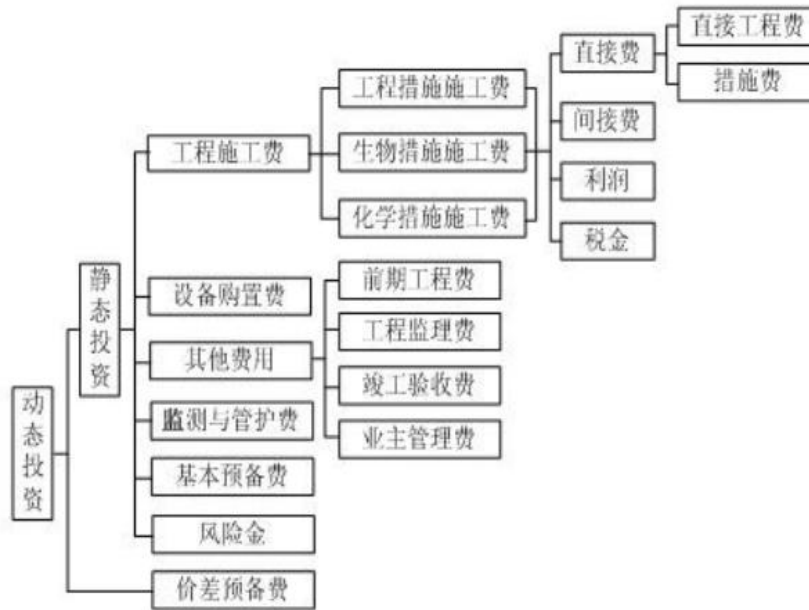 直接工程费
直接费
措施费
工程措施施工费
间接费
工程施工费
生物措施施工费
利润
化学措施施工费
税金
静态投资
设备购置费
前期工程费
其他费用
工程监理费
竣工验收费
动态投资
监测与管护费
业主管理费
基本预备费
风险金
价差预备费